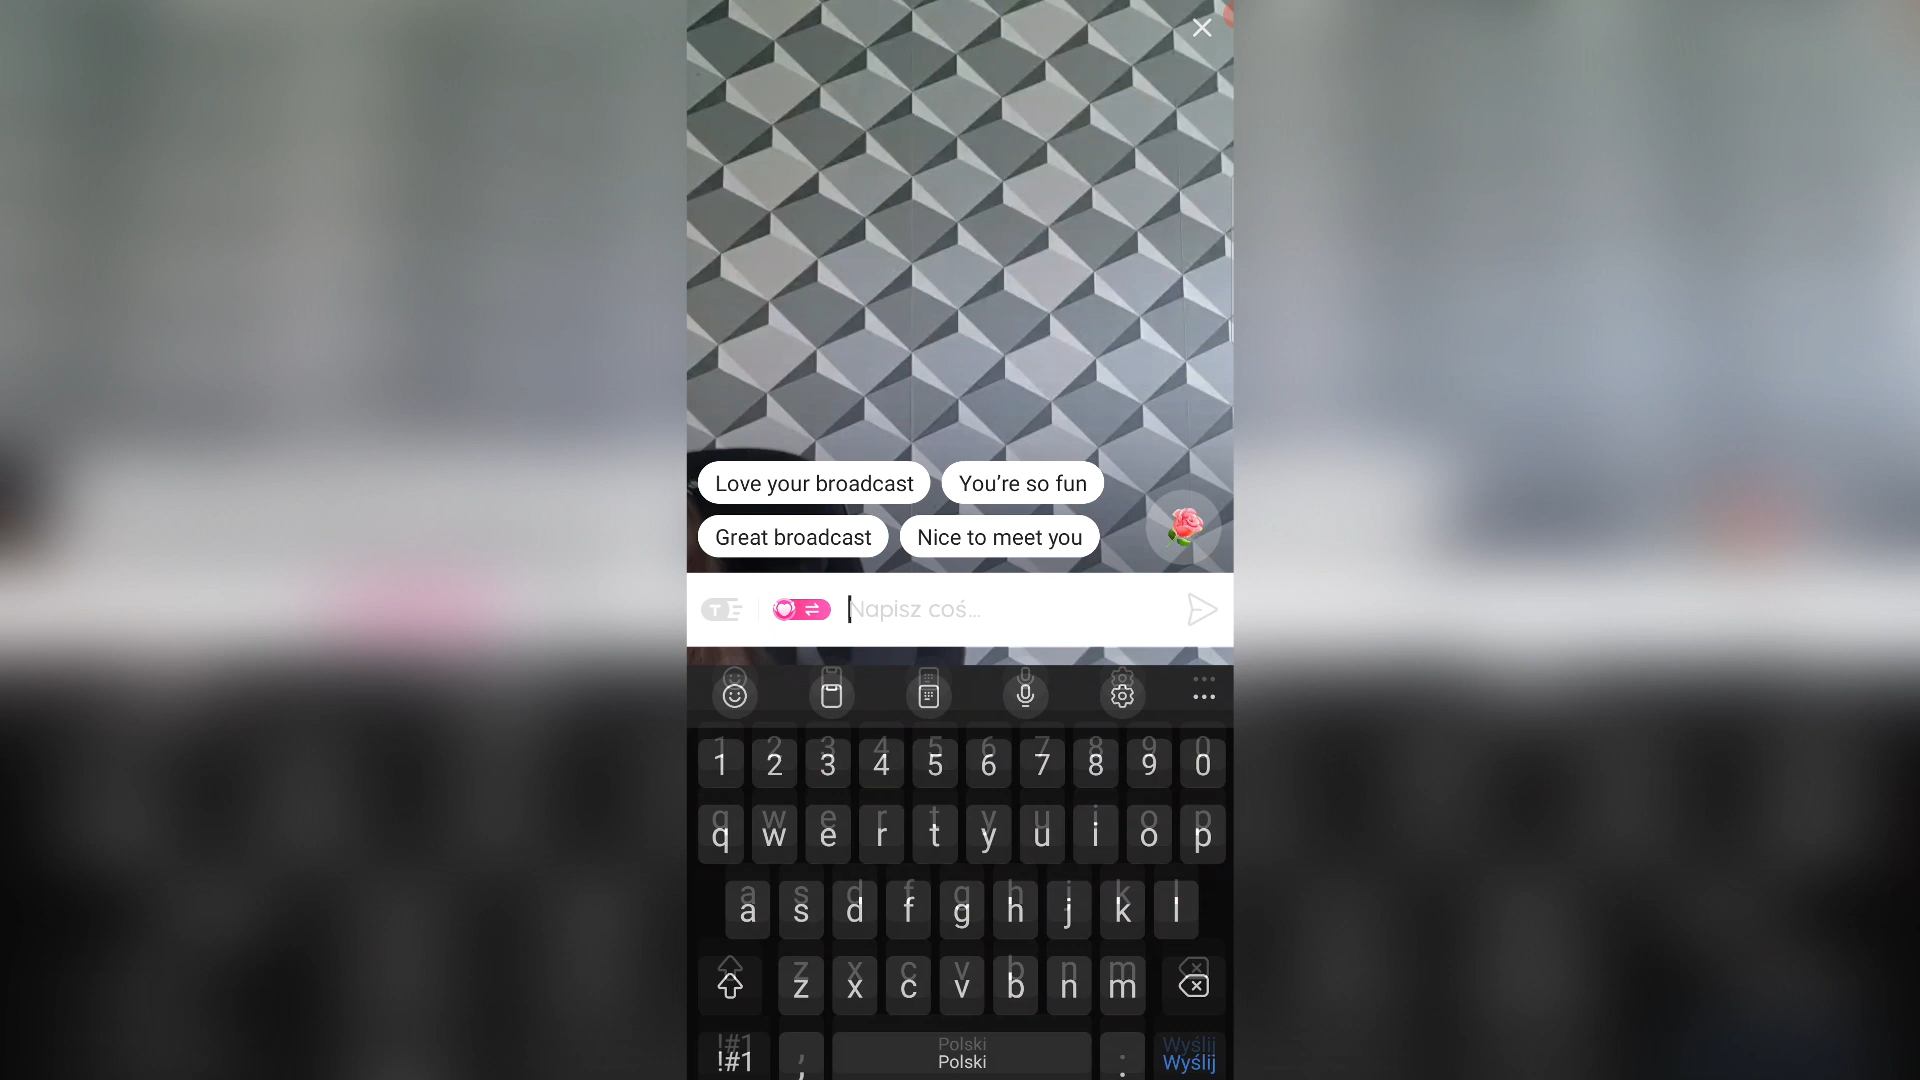 Love your broadcast You’re so fun
Great broadcast Nice to meet you
T Napisz coś...
1 2 3 4 5 6 7 8 9 0
q w e r t y u i o p
a s d f g h j k l
z x c v b n m
!#1 , Polski . Wyślij